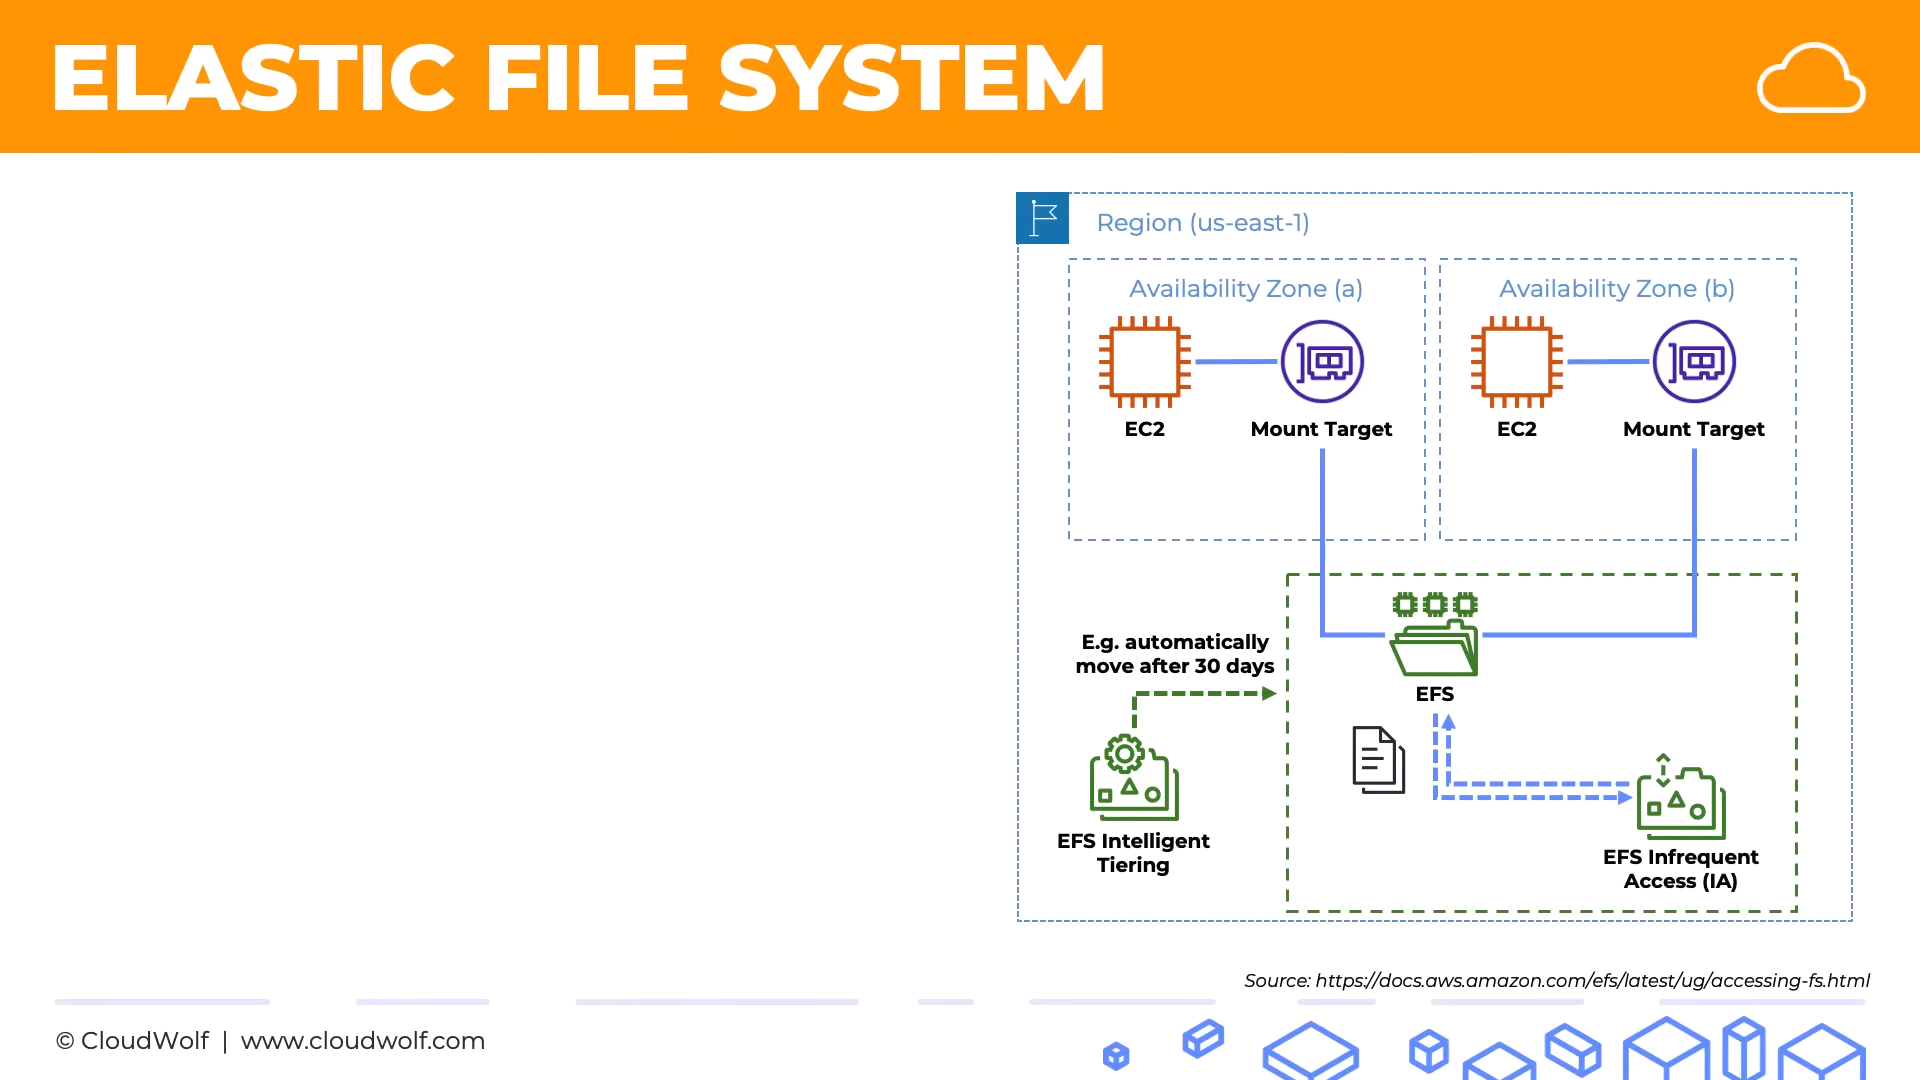 ELASTIC FILE SYSTEM
Region (us-east-1)
Availability Zone (a)
Availability Zone (b)
EC2
Mount Target
EC2
Mount Target
E.g. automatically
move after 30 days
EFS
EFS Intelligent
Tiering
EFS Infrequent
Access (IA)
Source: https://docs.aws.amazon.com/efs/latest/ug/accessing-fs.html
© CloudWolf | www.cloudwolf.com